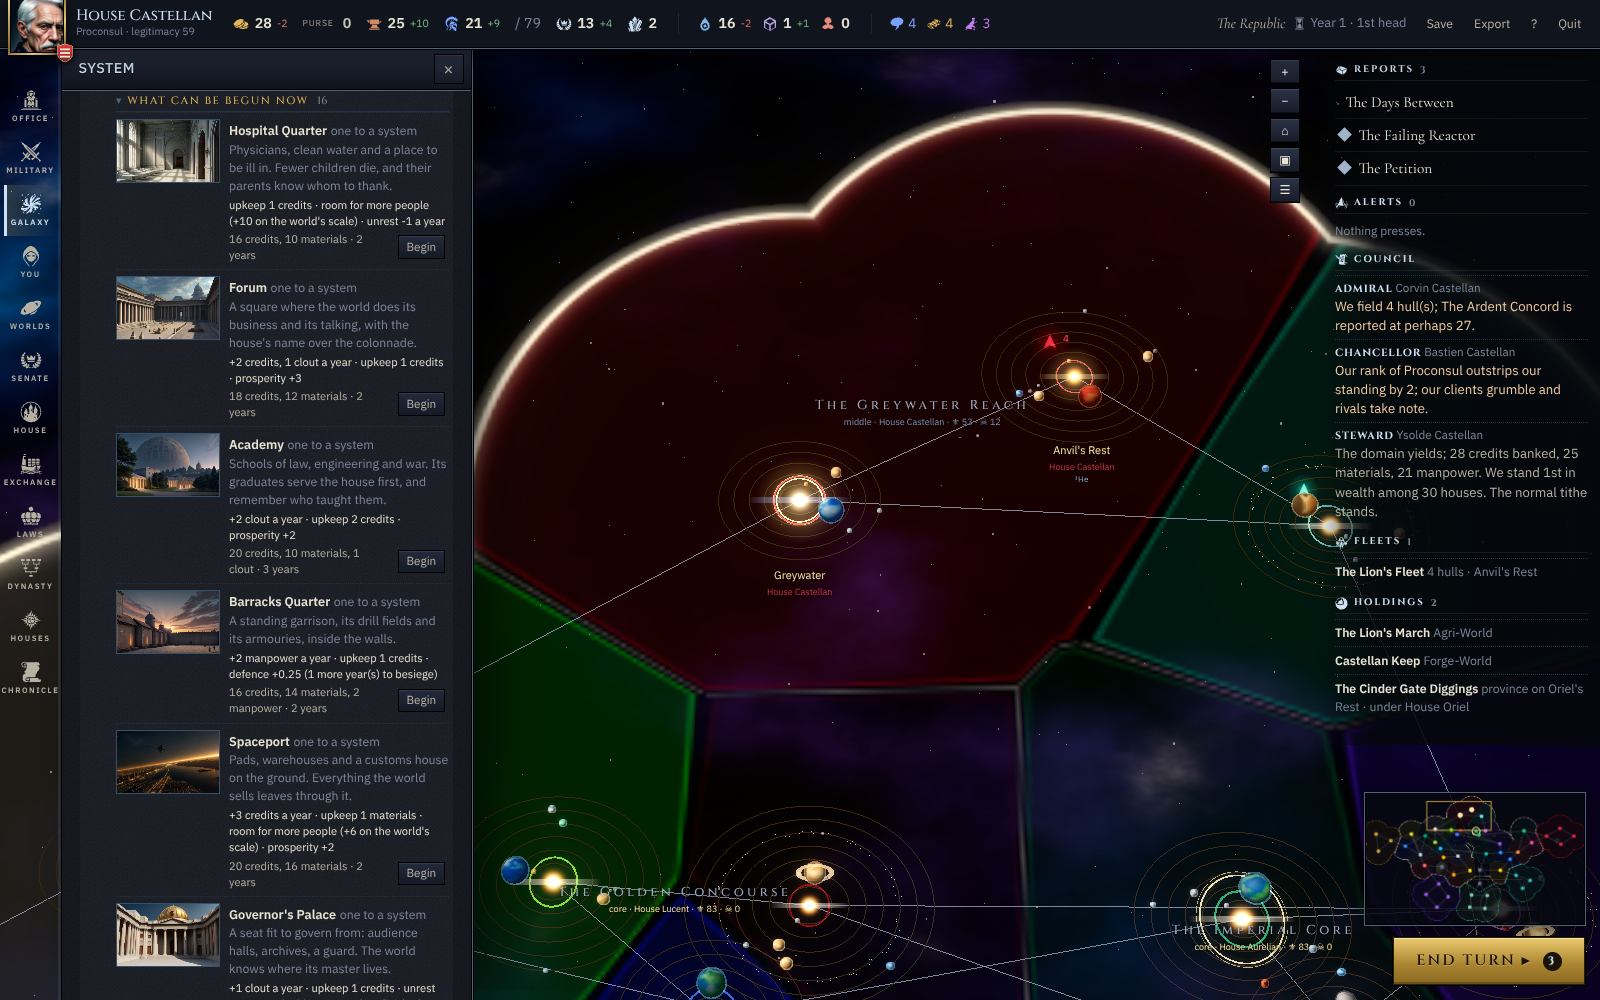 House Castellan
Proconsul · legitimacy 59
28 -2
PURSE 0
25 +10
21 +9 / 79
13 +4
2
16 -2
1 +1
0
4
4
3
The Republic
Year 1 · 1st head
Save
Export
?
Quit
OFFICE
MILITARY
GALAXY
YOU
WORLDS
SENATE
HOUSE
EXCHANGE
LAWS
DYNASTY
HOUSES
CHRONICLE
SYSTEM
×
WHAT CAN BE BEGUN NOW 16
Hospital Quarter one to a system
Physicians, clean water and a place to
be ill in. Fewer children die, and their
parents know whom to thank.
upkeep 1 credits · room for more people
(+10 on the world's scale) · unrest -1 a year
16 credits, 10 materials · 2
years
Begin
Forum one to a system
A square where the world does its
business and its talking, with the
house's name over the colonnade.
+2 credits, 1 clout a year · upkeep 1 credits
· prosperity +3
18 credits, 12 materials · 2
years
Begin
Academy one to a system
Schools of law, engineering and war. Its
graduates serve the house first, and
remember who taught them.
+2 clout a year · upkeep 2 credits ·
prosperity +2
20 credits, 10 materials, 1
clout · 3 years
Begin
Barracks Quarter one to a system
A standing garrison, its drill fields and
its armouries, inside the walls.
+2 manpower a year · upkeep 1 credits ·
defence +0.25 (1 more year(s) to besiege)
16 credits, 14 materials, 2
manpower · 2 years
Begin
Spaceport one to a system
Pads, warehouses and a customs house
on the ground. Everything the world
sells leaves through it.
+3 credits a year · upkeep 1 materials ·
room for more people (+6 on the world's
scale) · prosperity +2
20 credits, 16 materials · 2
years
Begin
Governor's Palace one to a system
A seat fit to govern from: audience
halls, archives, a guard. The world
knows where its master lives.
+1 clout a year · upkeep 1 credits · unrest
4
The Greywater Reach
middle · House Castellan · 53 · 12
Anvil's Rest
House Castellan
³He
Greywater
House Castellan
The Golden Concourse
core · House Lucent · 83 · 0
The Imperial Core
core · House Aurelian · 83 · 0
+
−
REPORTS 3
The Days Between
The Failing Reactor
The Petition
ALERTS 0
Nothing presses.
COUNCIL
ADMIRAL Corvin Castellan
We field 4 hull(s); The Ardent Concord is
reported at perhaps 27.
CHANCELLOR Bastien Castellan
Our rank of Proconsul outstrips our
standing by 2; our clients grumble and
rivals take note.
STEWARD Ysolde Castellan
The domain yields; 28 credits banked, 25
materials, 21 manpower. We stand 1st in
wealth among 30 houses. The normal tithe
stands.
FLEETS 1
The Lion's Fleet 4 hulls · Anvil's Rest
HOLDINGS 2
The Lion's March Agri-World
Castellan Keep Forge-World
The Cinder Gate Diggings province on Oriel's
Rest · under House Oriel
END TURN ▸ 3